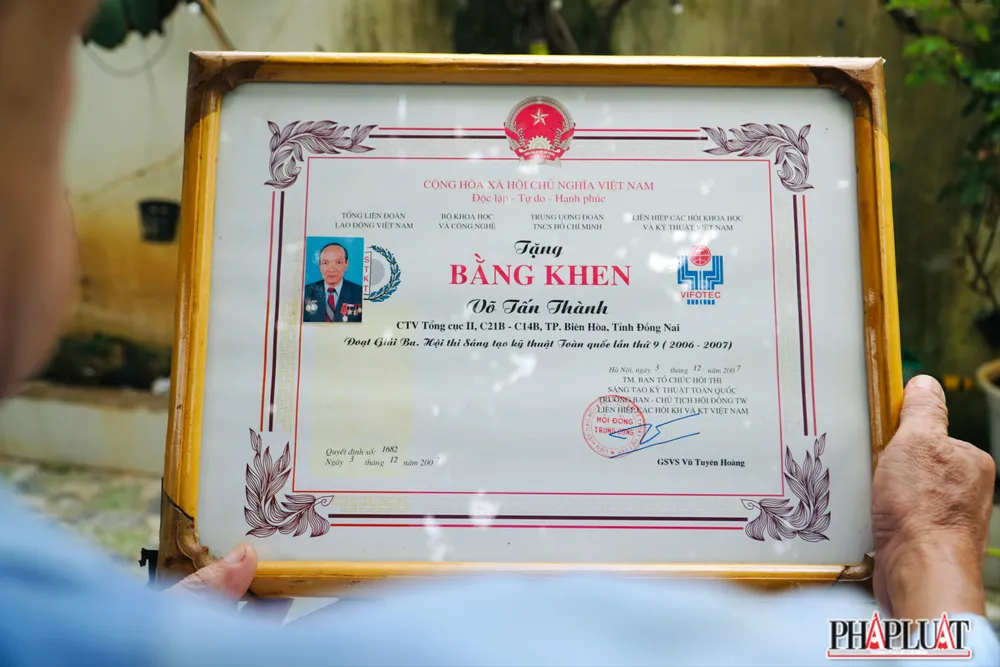 CỘNG HÒA XÃ HỘI CHỦ NGHĨA VIỆT NAM
Độc lập - Tự do - Hạnh phúc
TỔNG LIÊN ĐOÀN
LAO ĐỘNG VIỆT NAM
BỘ KHOA HỌC
VÀ CÔNG NGHỆ
TRUNG ƯƠNG ĐOÀN
TNCS HỒ CHÍ MINH
LIÊN HIỆP CÁC HỘI KHOA HỌC
VÀ KỸ THUẬT VIỆT NAM
STKT
VIFOTEC
Tặng
BẰNG KHEN
Võ Tấn Thành
CTV Tổng cục II, C21B - C14B, TP. Biên Hòa, Tỉnh Đồng Nai
Đoạt Giải Ba. Hội thi Sáng tạo kỹ thuật Toàn quốc lần thứ 9 ( 2006 - 2007)
Hà Nội, ngày 3 tháng 12 năm 2007
TM. BAN TỔ CHỨC HỘI THI
SÁNG TẠO KỸ THUẬT TOÀN QUỐC
TRƯỞNG BAN - CHỦ TỊCH HỘI ĐỒNG TW
LIÊN HIỆP CÁC HỘI KH VÀ KT VIỆT NAM
HỘI ĐỒNG
TRUNG ƯƠNG
GSVS Vũ Tuyên Hoàng
Quyết định số: 1682
Ngày 3 tháng 12 năm 2007
PHÁPLUẬT